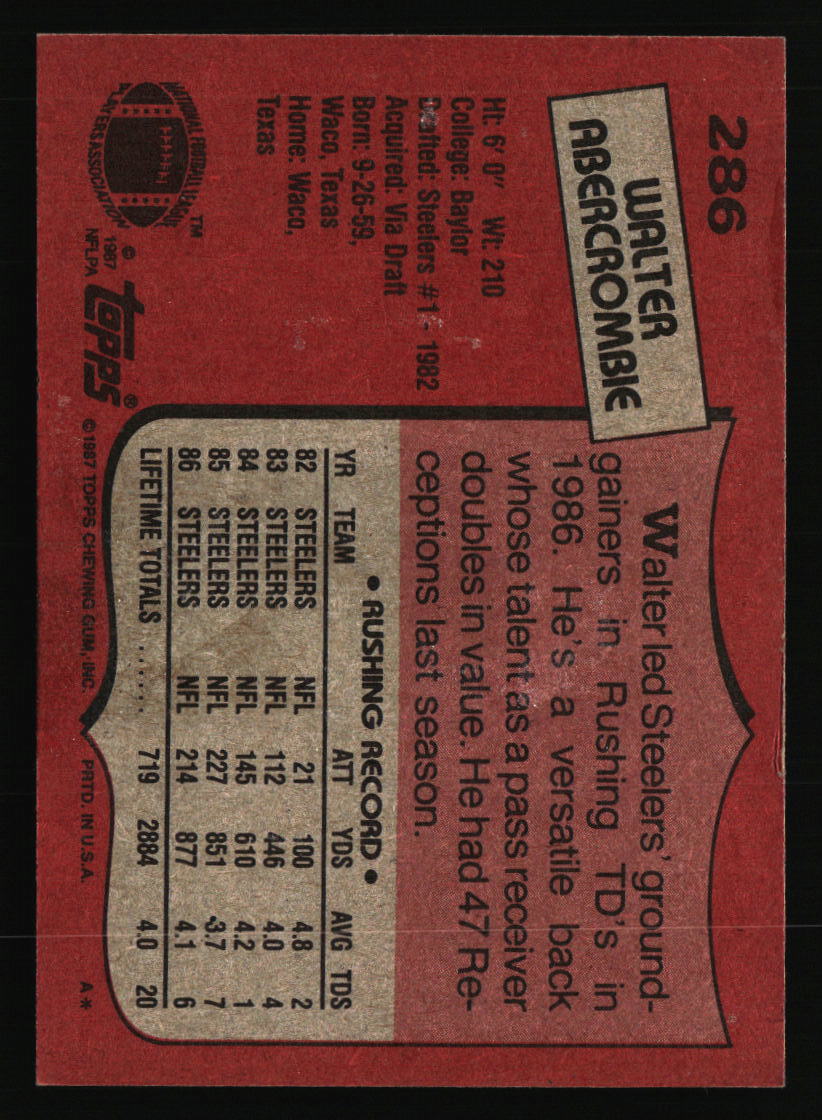 286
WALTER
ABERCROMBIE
Ht: 6' 0" Wt: 210
College: Baylor
Drafted: Steelers #1 - 1982
Acquired: Via Draft
Born: 9-26-59,
Waco, Texas
Home: Waco,
Texas
NATIONAL FOOTBALL LEAGUE
PLAYERS ASSOCIATION
™
© 1987
NFLPA
topps®
Walter led Steelers' ground-
gainers in Rushing TD's in
1986. He's a versatile back
whose talent as a pass receiver
doubles in value. He had 47 Re-
ceptions last season.
• RUSHING RECORD •
YR TEAM ATT YDS AVG TDS
82 STEELERS NFL 21 100 4.8 2
83 STEELERS NFL 112 446 4.0 4
84 STEELERS NFL 145 610 4.2 1
85 STEELERS NFL 227 851 3.7 7
86 STEELERS NFL 214 877 4.1 6
LIFETIME TOTALS ....... 719 2884 4.0 20
© 1987 TOPPS CHEWING GUM, INC. PRTD. IN U.S.A. A*